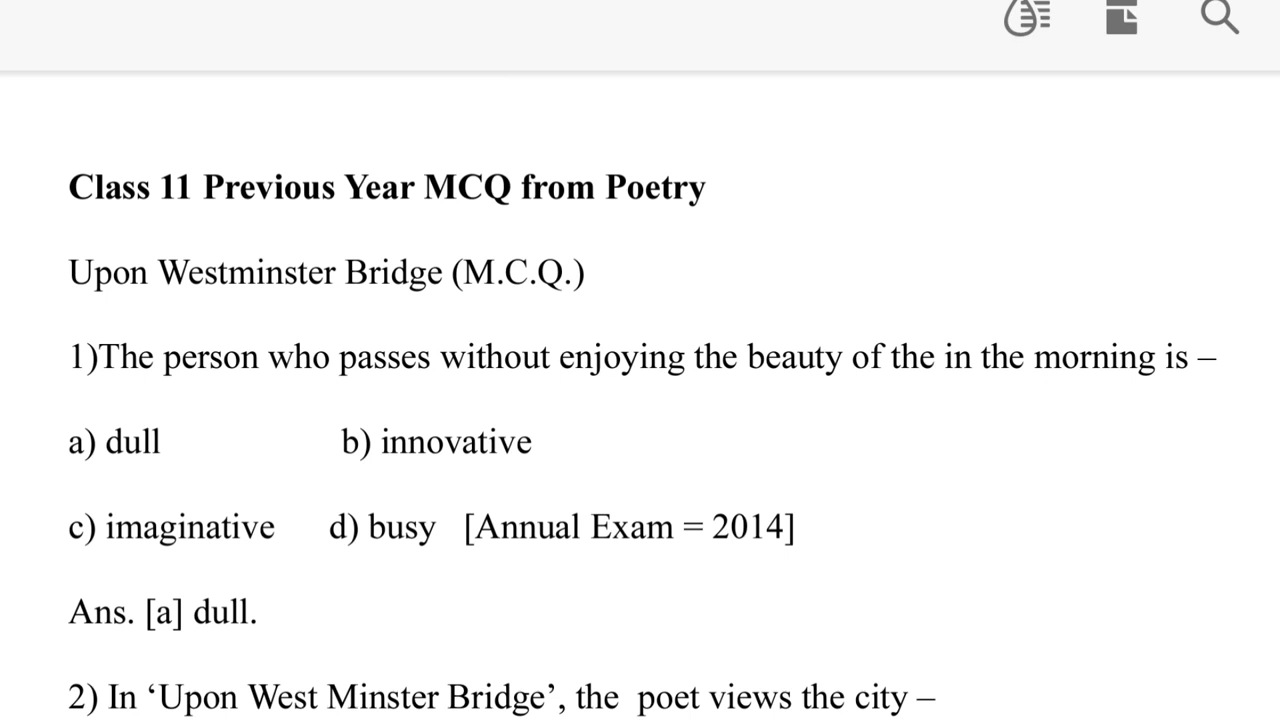 Class 11 Previous Year MCQ from Poetry
Upon Westminster Bridge (M.C.Q.)
1)The person who passes without enjoying the beauty of the in the morning is –
a) dull b) innovative
c) imaginative d) busy [Annual Exam = 2014]
Ans. [a] dull.
2) In ‘Upon West Minster Bridge’, the poet views the city –